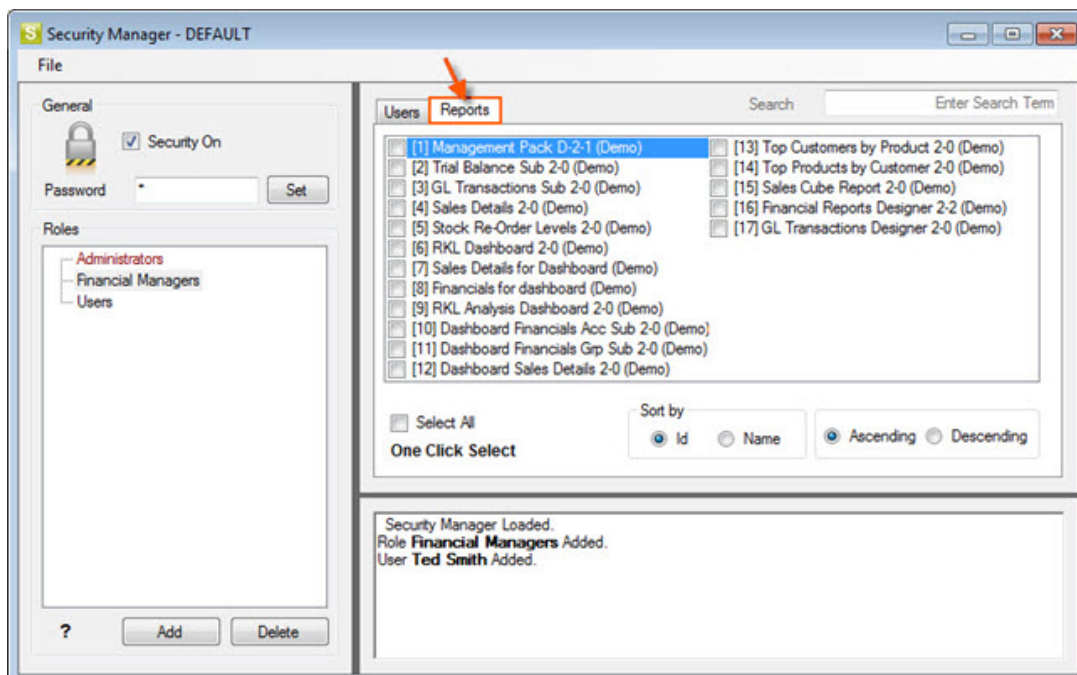 S Security Manager - DEFAULT
File
General
Security On
Password * Set
Roles
Administrators
Financial Managers
Users
? Add Delete
Users Reports Search Enter Search Term
[1] Management Pack D-2-1 (Demo)
[2] Trial Balance Sub 2-0 (Demo)
[3] GL Transactions Sub 2-0 (Demo)
[4] Sales Details 2-0 (Demo)
[5] Stock Re-Order Levels 2-0 (Demo)
[6] RKL Dashboard 2-0 (Demo)
[7] Sales Details for Dashboard (Demo)
[8] Financials for dashboard (Demo)
[9] RKL Analysis Dashboard 2-0 (Demo)
[10] Dashboard Financials Acc Sub 2-0 (Demo)
[11] Dashboard Financials Grp Sub 2-0 (Demo)
[12] Dashboard Sales Details 2-0 (Demo)
[13] Top Customers by Product 2-0 (Demo)
[14] Top Products by Customer 2-0 (Demo)
[15] Sales Cube Report 2-0 (Demo)
[16] Financial Reports Designer 2-2 (Demo)
[17] GL Transactions Designer 2-0 (Demo)
Select All
One Click Select
Sort by
Id Name Ascending Descending
Security Manager Loaded.
Role Financial Managers Added.
User Ted Smith Added.